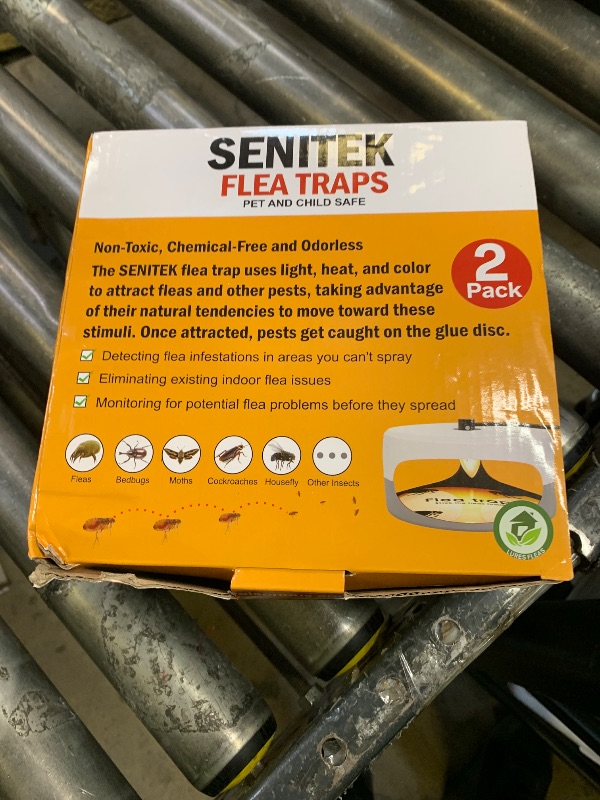 SENITEK
FLEA TRAPS
PET AND CHILD SAFE
Non-Toxic, Chemical-Free and Odorless
The SENITEK flea trap uses light, heat, and color
to attract fleas and other pests, taking advantage
of their natural tendencies to move toward these
stimuli. Once attracted, pests get caught on the glue disc.
2
Pack
Detecting flea infestations in areas you can't spray
Eliminating existing indoor flea issues
Monitoring for potential flea problems before they spread
Fleas Bedbugs Moths Cockroaches Housefly Other Insects
flea trap
LURES FLEAS